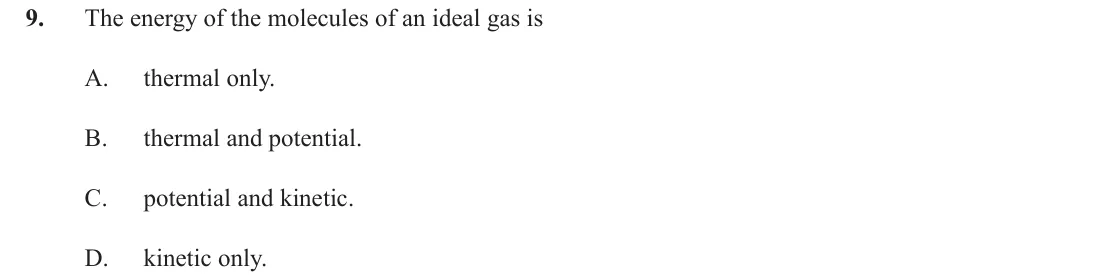 9. The energy of the molecules of an ideal gas is
A. thermal only.
B. thermal and potential.
C. potential and kinetic.
D. kinetic only.